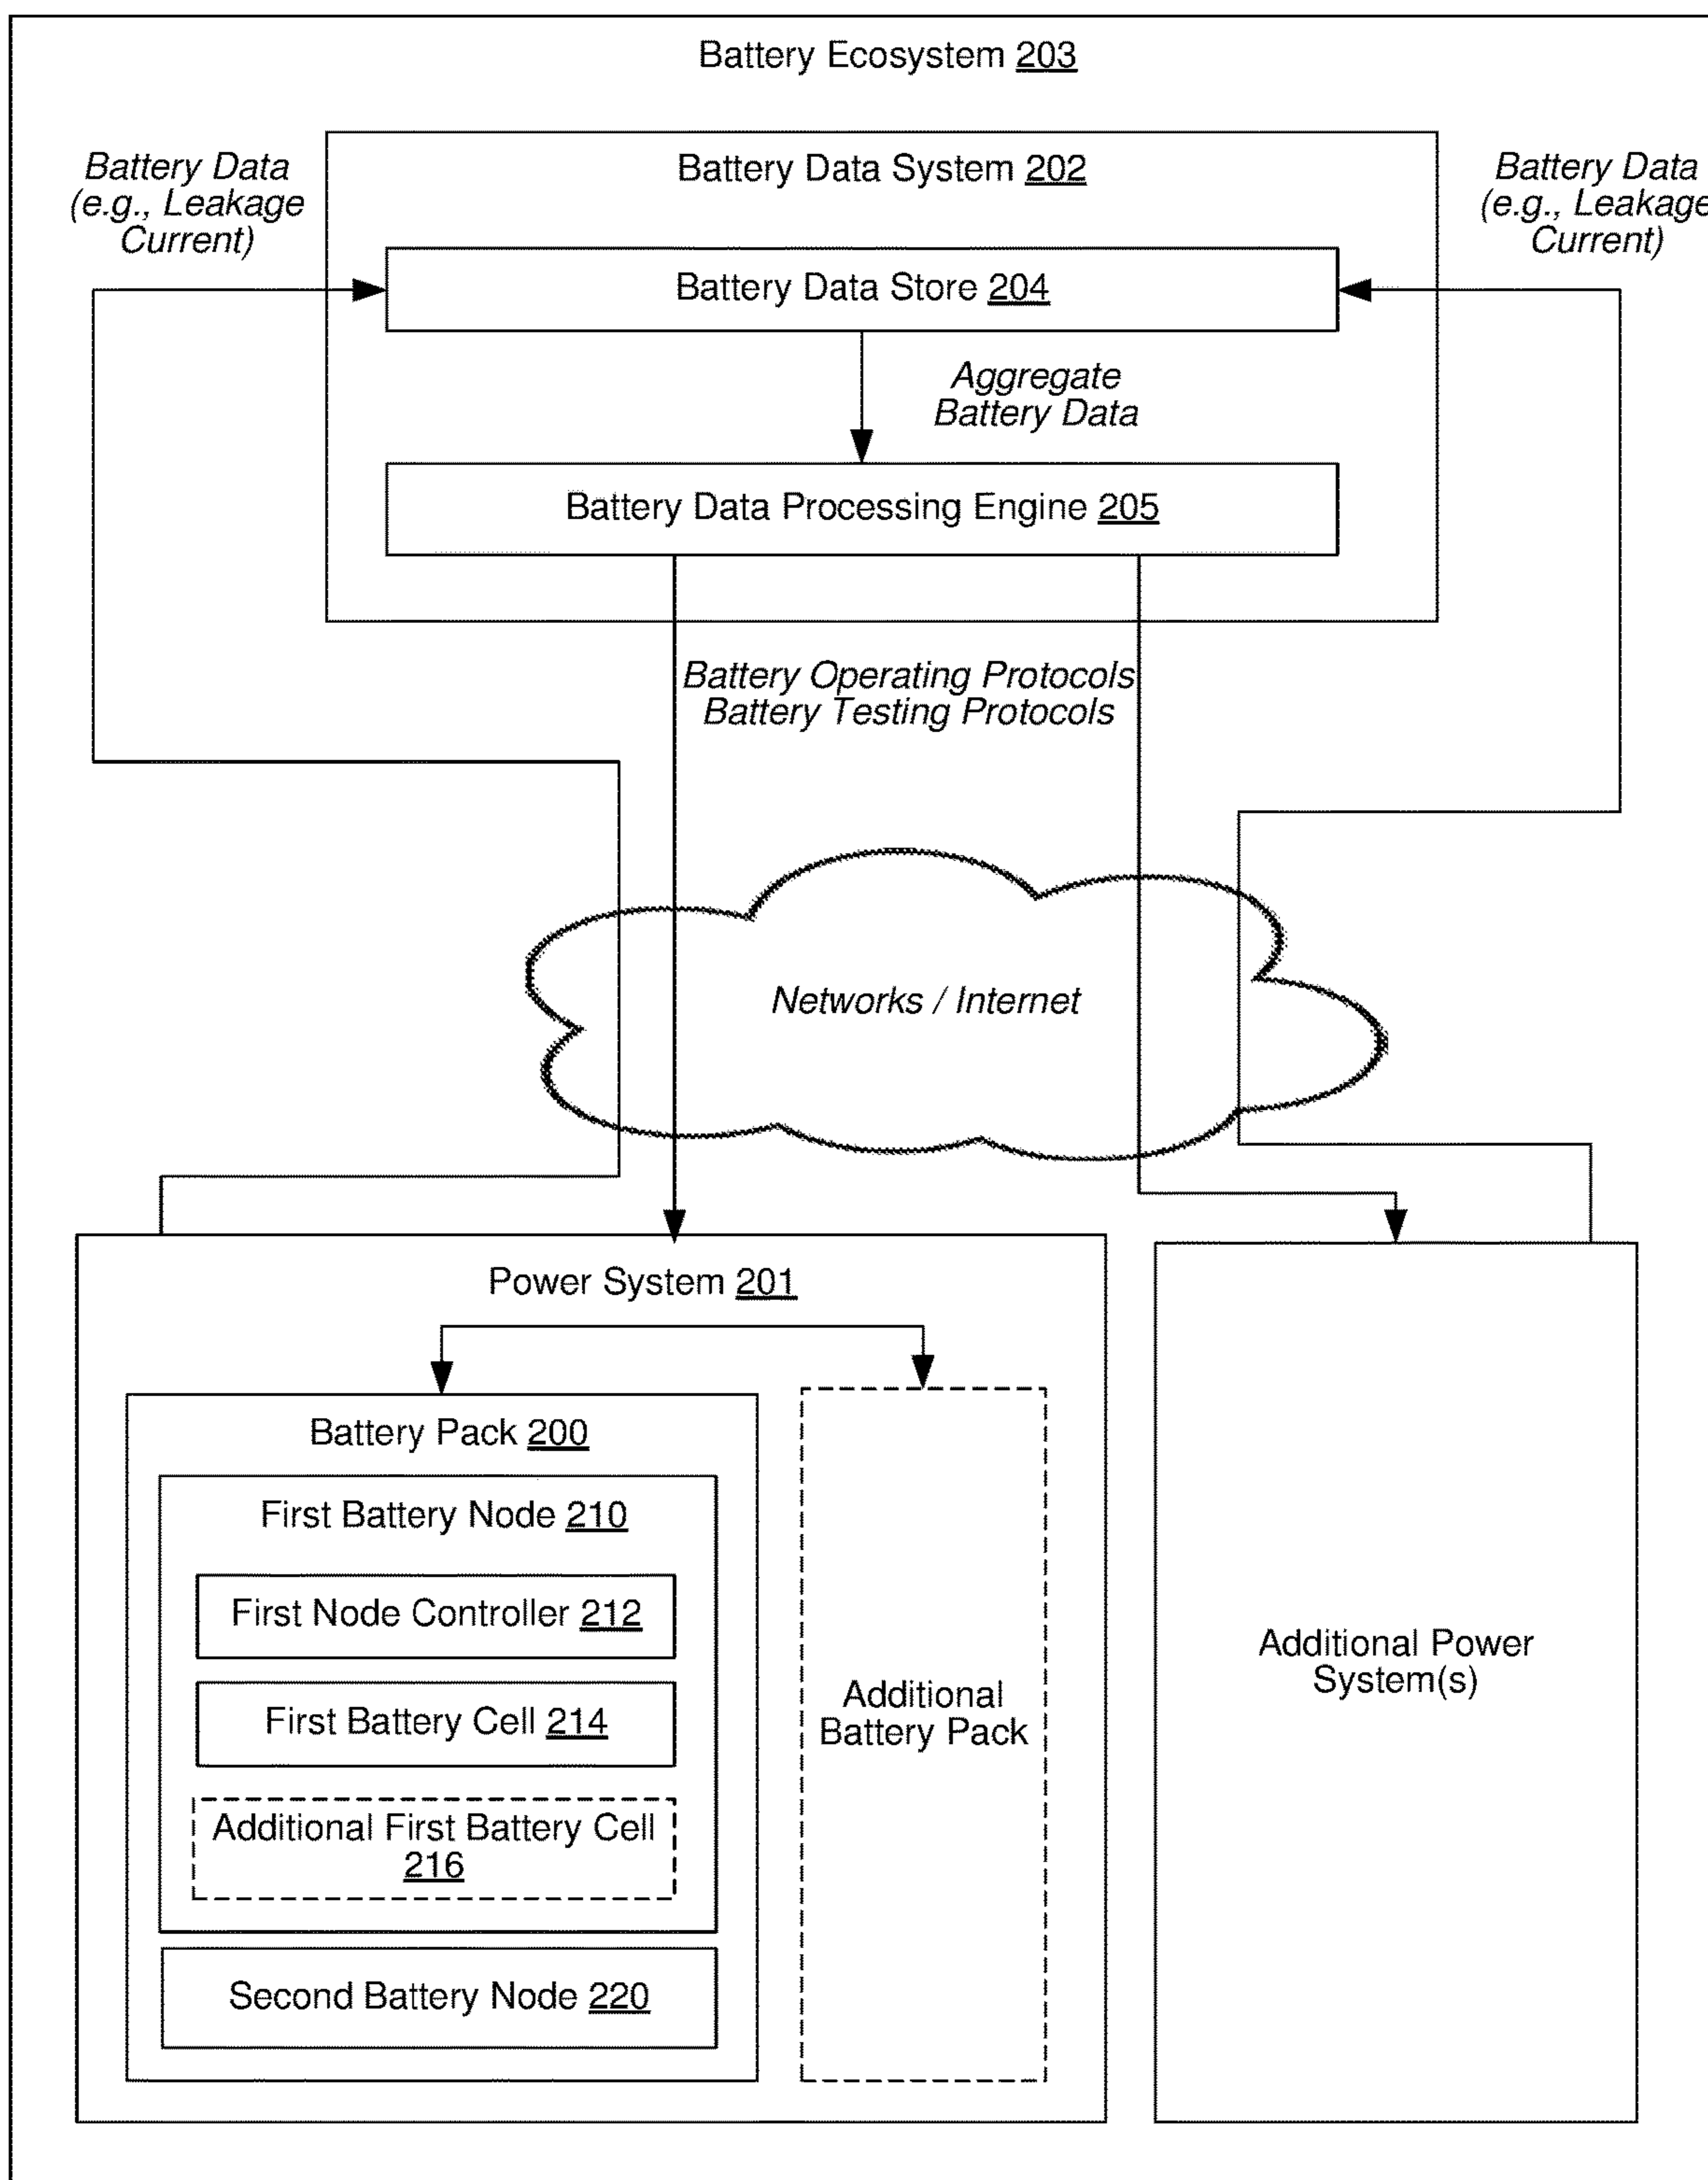 Battery Ecosystem 203
Battery Data
(e.g., Leakage
Current)
Battery Data System 202
Battery Data
(e.g., Leakage
Current)
Battery Data Store 204
Aggregate
Battery Data
Battery Data Processing Engine 205
Battery Operating Protocols
Battery Testing Protocols
Networks / Internet
Power System 201
Battery Pack 200
First Battery Node 210
First Node Controller 212
First Battery Cell 214
Additional First Battery Cell
216
Second Battery Node 220
Additional
Battery Pack
Additional Power
System(s)